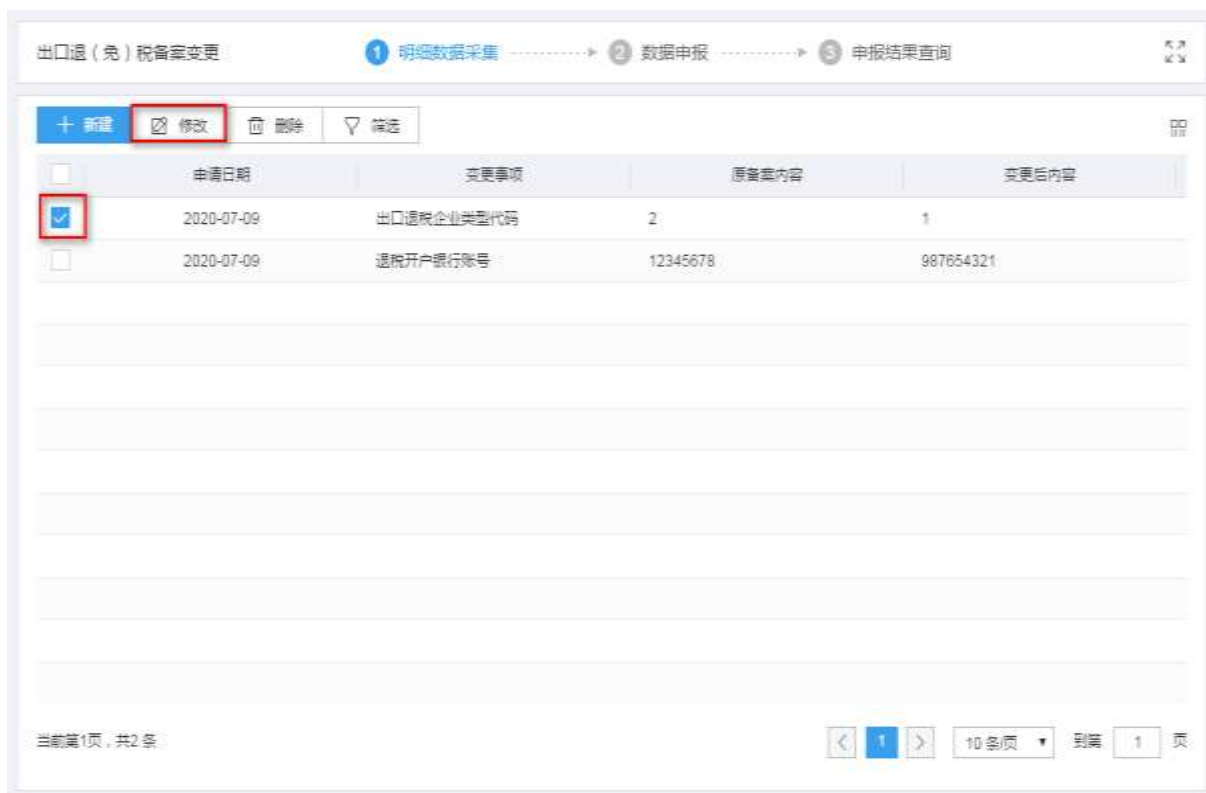 出口退（免）税备案变更 1 明细数据采集 2 数据申报 3 申报结果查询
新建 修改 删除 筛选
申请日期 变更事项 原备案内容 变更后内容
2020-07-09 出口退税企业类型代码 2 1
2020-07-09 退税开户银行账号 12345678 987654321
当前第1页，共2 条 1 10 条/页 到第 1 页